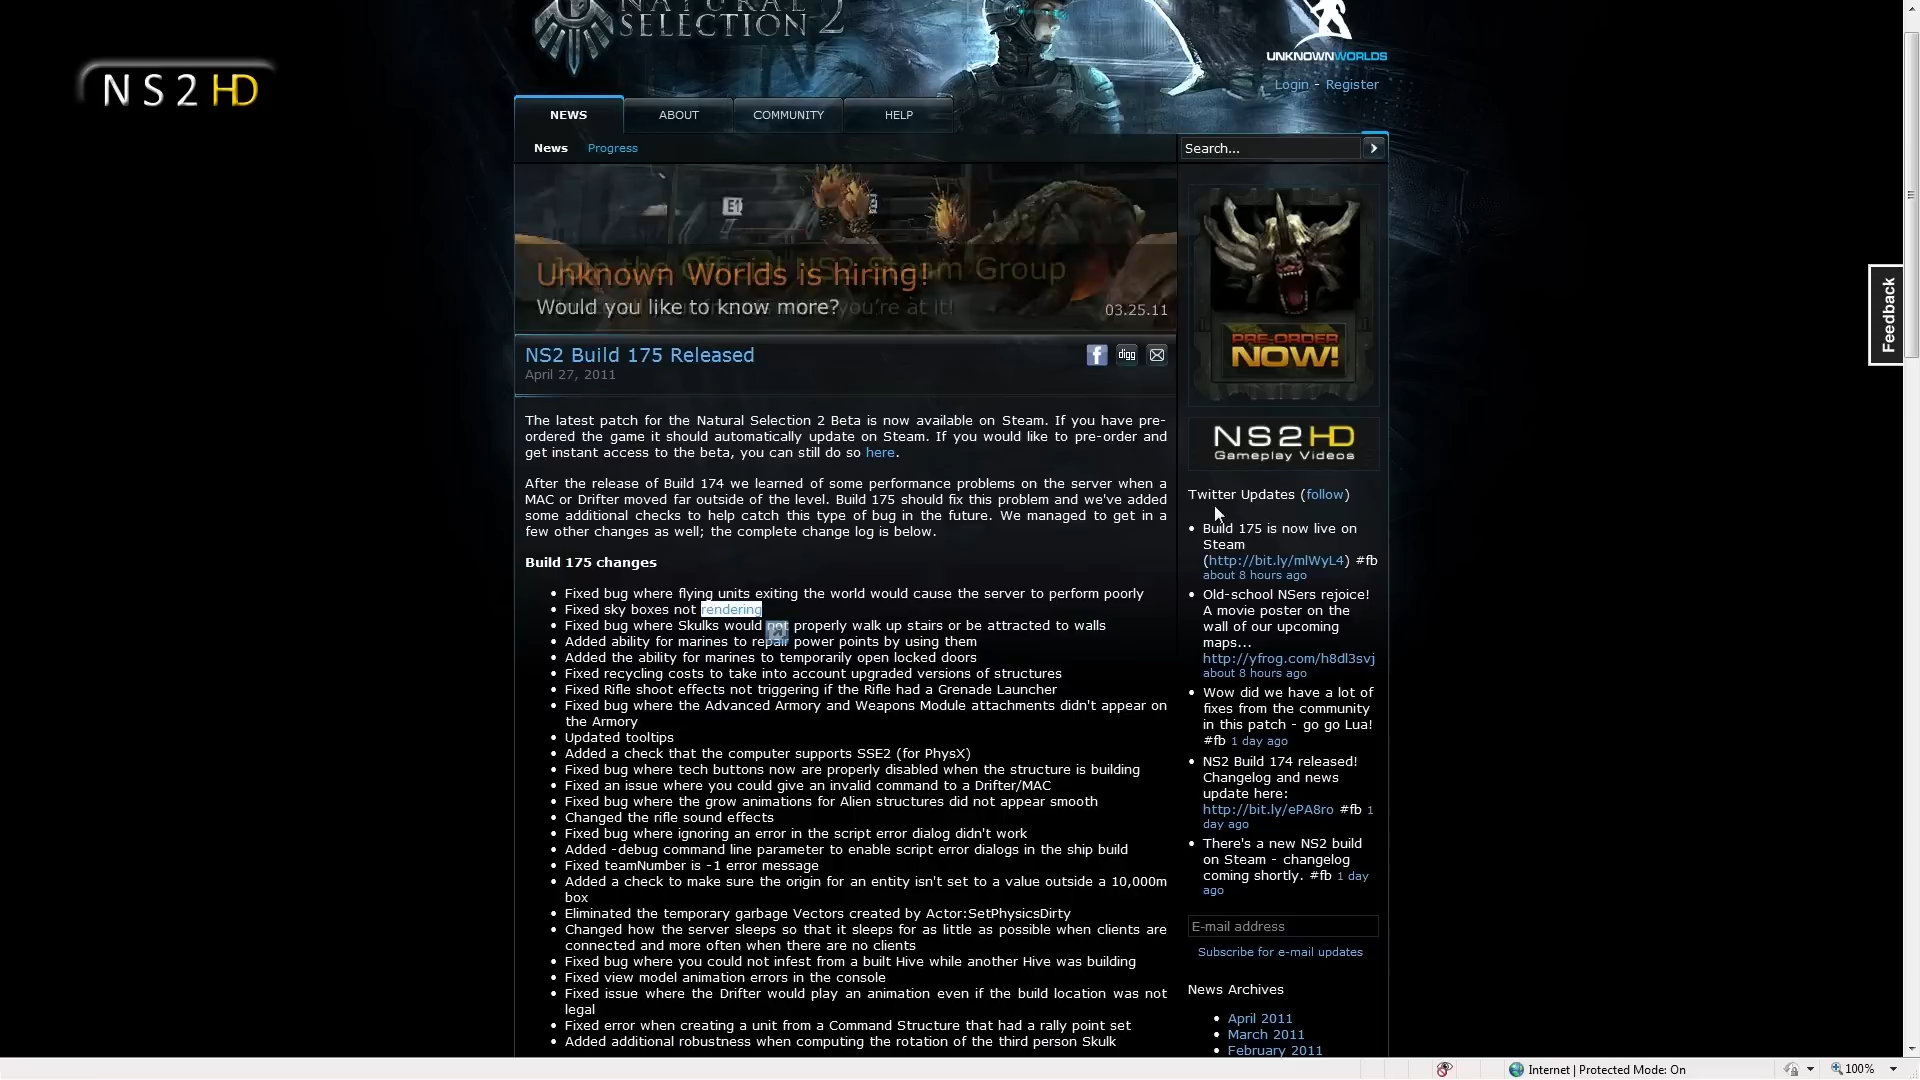 NATURAL
SELECTION 2
NS2HD
UNKNOWNWORLDS
Login - Register
NEWS
ABOUT
COMMUNITY
HELP
News
Progress
Search...
E1
Unknown Worlds is hiring!
Join the Official NS2 Steam Group
Would you like to know more?
you're at it!
03.25.11
PRE-ORDER
NOW!
Feedback
NS2 Build 175 Released
digg
April 27, 2011
The latest patch for the Natural Selection 2 Beta is now available on Steam. If you have pre-
ordered the game it should automatically update on Steam. If you would like to pre-order and
get instant access to the beta, you can still do so here.
After the release of Build 174 we learned of some performance problems on the server when a
MAC or Drifter moved far outside of the level. Build 175 should fix this problem and we've added
some additional checks to help catch this type of bug in the future. We managed to get in a
few other changes as well; the complete change log is below.
Build 175 changes
• Fixed bug where flying units exiting the world would cause the server to perform poorly
• Fixed sky boxes not rendering
• Fixed bug where Skulks would not properly walk up stairs or be attracted to walls
• Added ability for marines to repair power points by using them
• Added the ability for marines to temporarily open locked doors
• Fixed recycling costs to take into account upgraded versions of structures
• Fixed Rifle shoot effects not triggering if the Rifle had a Grenade Launcher
• Fixed bug where the Advanced Armory and Weapons Module attachments didn't appear on
the Armory
• Updated tooltips
• Added a check that the computer supports SSE2 (for PhysX)
• Fixed bug where tech buttons now are properly disabled when the structure is building
• Fixed an issue where you could give an invalid command to a Drifter/MAC
• Fixed bug where the grow animations for Alien structures did not appear smooth
• Changed the rifle sound effects
• Fixed bug where ignoring an error in the script error dialog didn't work
• Added -debug command line parameter to enable script error dialogs in the ship build
• Fixed teamNumber is -1 error message
• Added a check to make sure the origin for an entity isn't set to a value outside a 10,000m
box
• Eliminated the temporary garbage Vectors created by Actor:SetPhysicsDirty
• Changed how the server sleeps so that it sleeps for as little as possible when clients are
connected and more often when there are no clients
• Fixed bug where you could not infest from a built Hive while another Hive was building
• Fixed view model animation errors in the console
• Fixed issue where the Drifter would play an animation even if the build location was not
legal
• Fixed error when creating a unit from a Command Structure that had a rally point set
• Added additional robustness when computing the rotation of the third person Skulk
NS2HD
Gameplay Videos
Twitter Updates (follow)
• Build 175 is now live on
Steam
(http://bit.ly/mlWyL4) #fb
about 8 hours ago
• Old-school NSers rejoice!
A movie poster on the
wall of our upcoming
maps...
http://yfrog.com/h8dl3svj
about 8 hours ago
• Wow did we have a lot of
fixes from the community
in this patch - go go Lua!
#fb 1 day ago
• NS2 Build 174 released!
Changelog and news
update here:
http://bit.ly/ePA8ro #fb 1
day ago
• There's a new NS2 build
on Steam - changelog
coming shortly. #fb 1 day
ago
E-mail address
Subscribe for e-mail updates
News Archives
• April 2011
• March 2011
• February 2011
Internet | Protected Mode: On
100%